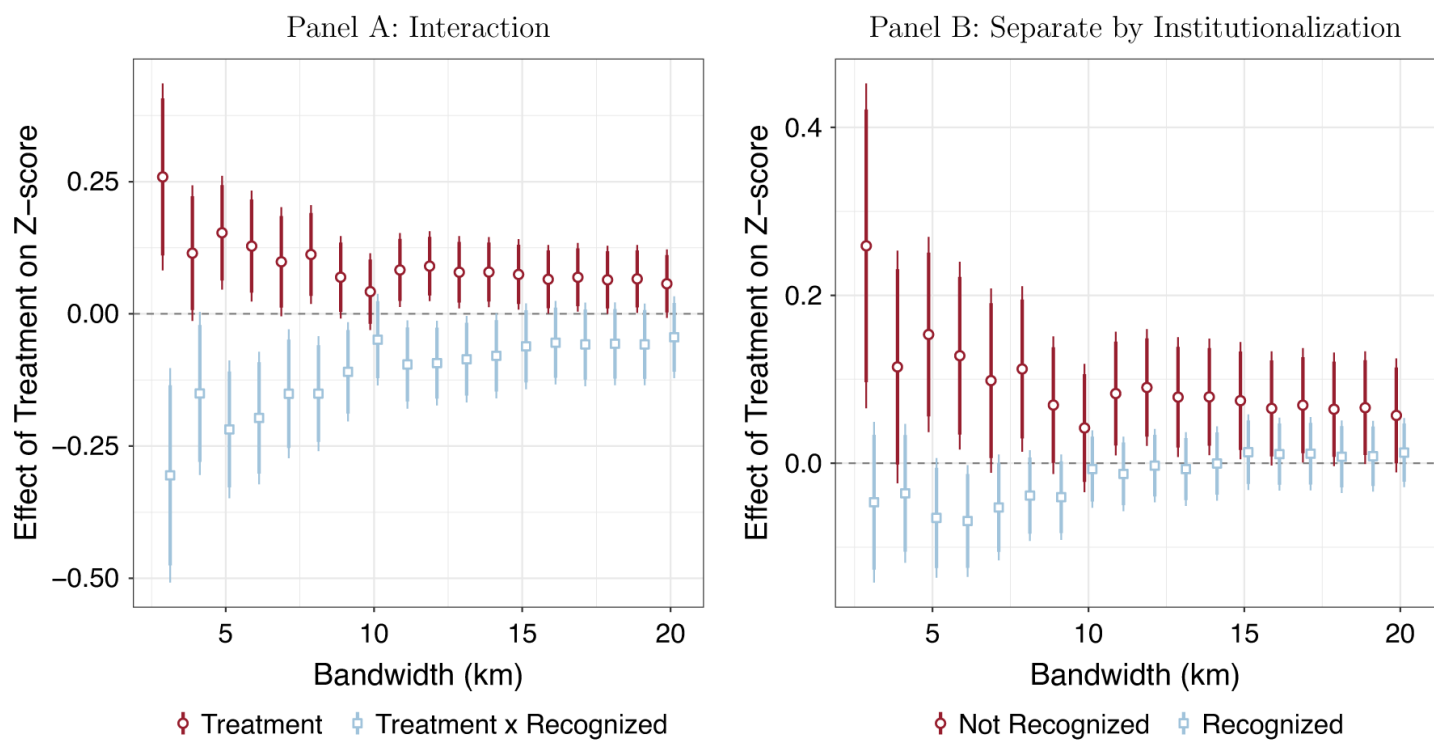 Panel A: Interaction
Effect of Treatment on Z−score
0.25
0.00
−0.25
−0.50
5 10 15 20
Bandwidth (km)
Treatment Treatment x Recognized
Panel B: Separate by Institutionalization
Effect of Treatment on Z−score
0.4
0.2
0.0
5 10 15 20
Bandwidth (km)
Not Recognized Recognized